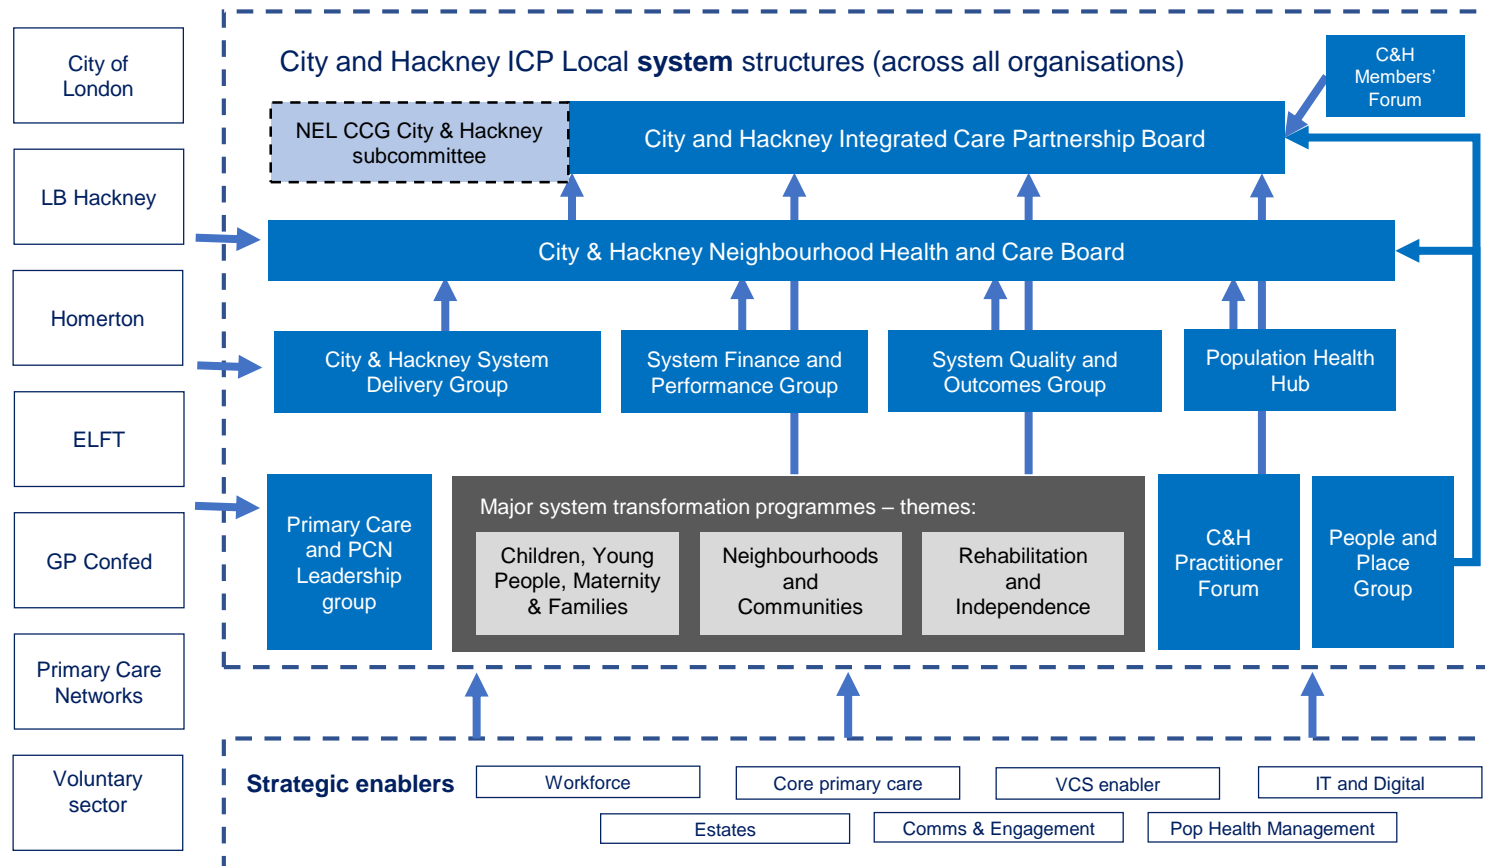 City of
London
LB Hackney
Homerton
ELFT
GP Confed
Primary Care
Networks
Voluntary
sector
City and Hackney ICP Local system structures (across all organisations)
C&H
Members’
Forum
NEL CCG City & Hackney
subcommittee
City and Hackney Integrated Care Partnership Board
City & Hackney Neighbourhood Health and Care Board
City & Hackney System
Delivery Group
System Finance and
Performance Group
System Quality and
Outcomes Group
Population Health
Hub
Primary Care
and PCN
Leadership
group
Major system transformation programmes – themes:
Children, Young
People, Maternity
& Families
Neighbourhoods
and
Communities
Rehabilitation
and
Independence
C&H
Practitioner
Forum
People and
Place
Group
Strategic enablers
Workforce
Core primary care
VCS enabler
IT and Digital
Estates
Comms & Engagement
Pop Health Management